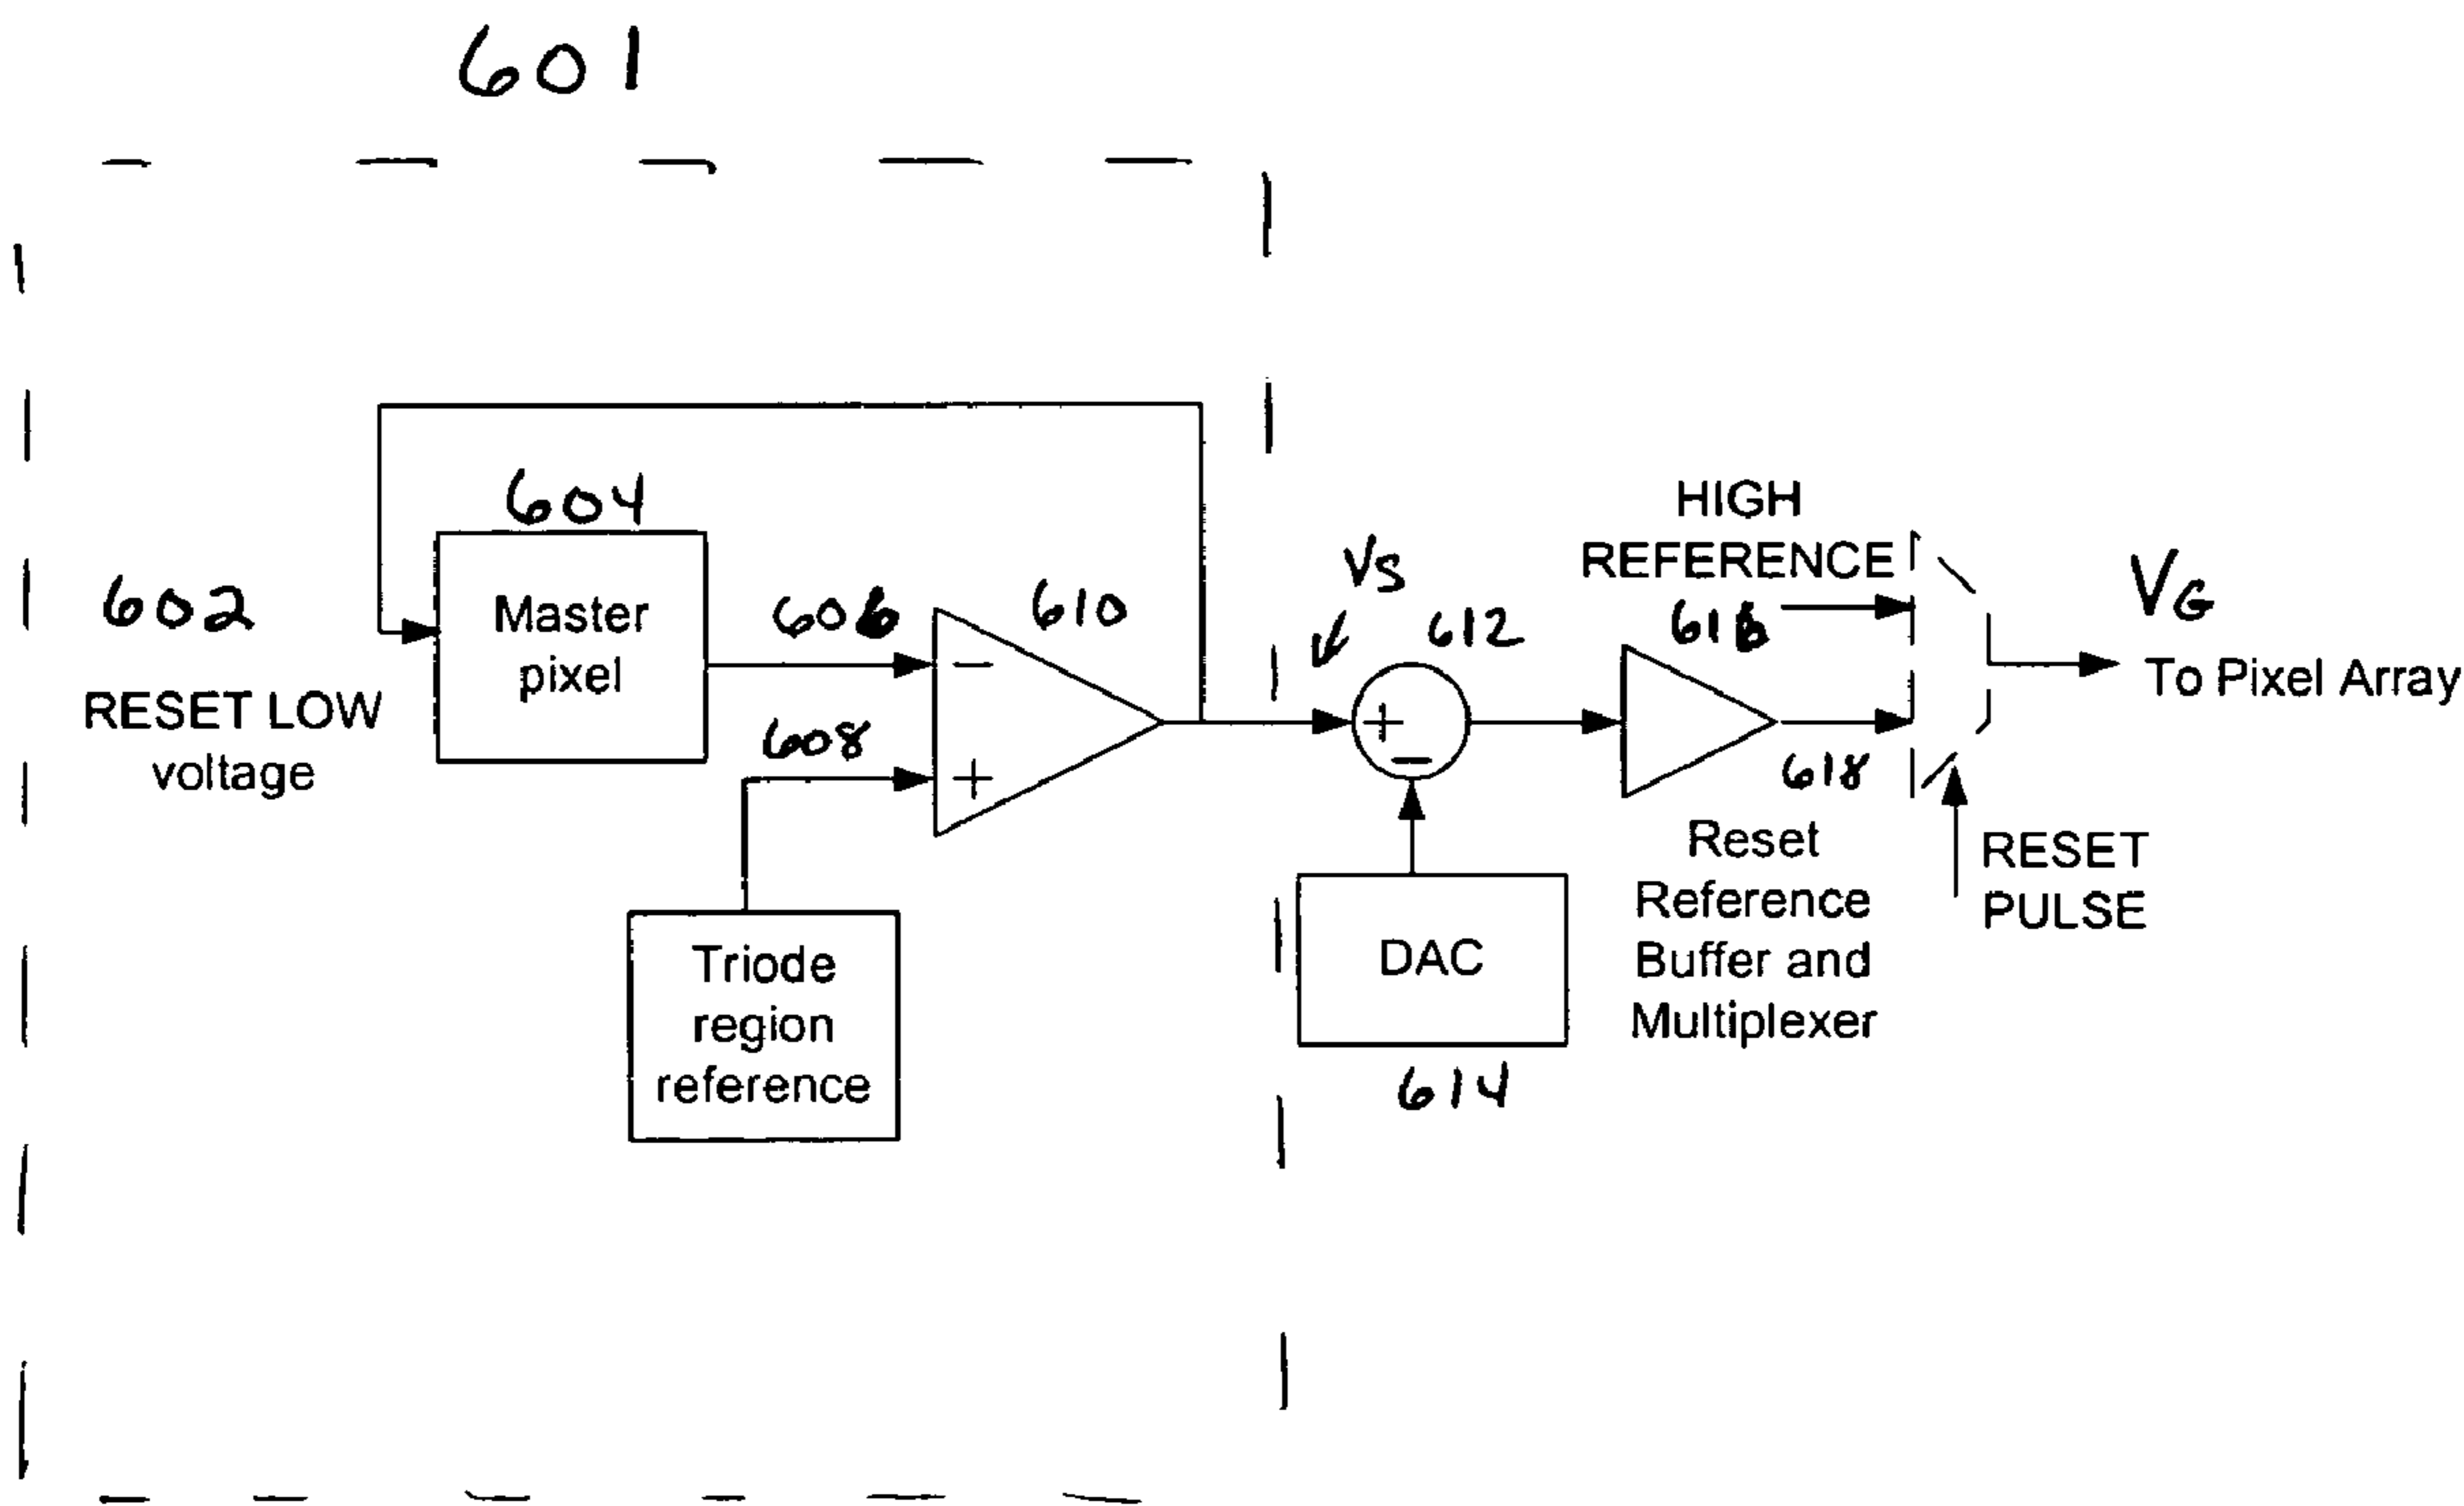 601
604
Master
pixel
602
RESET LOW
voltage
606
608
610
+
−
Triode
region
reference
VS
612
+
−
DAC
614
HIGH
REFERENCE
618
Reset
Reference
Buffer and
Multiplexer
RESET
PULSE
VG
To Pixel Array